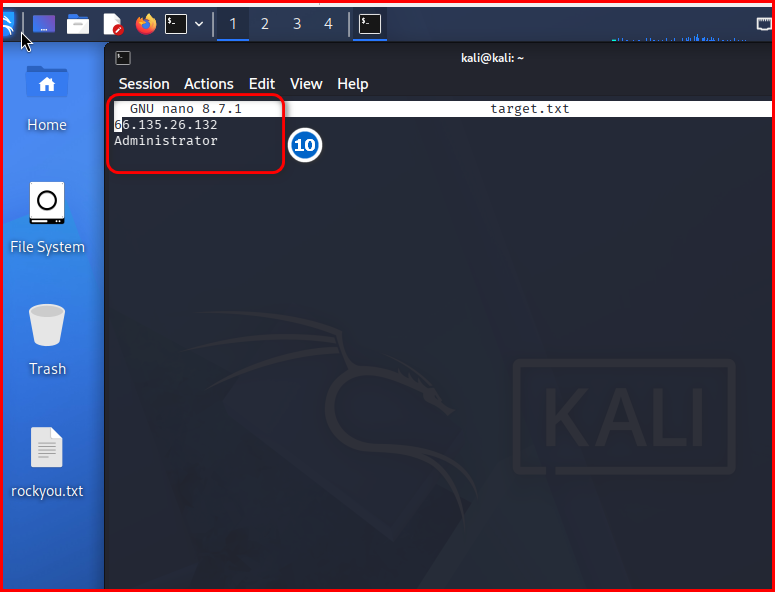 1 2 3 4
kali@kali: ~
Session Actions Edit View Help
GNU nano 8.7.1 target.txt
66.135.26.132
Administrator
10
Home
File System
Trash
rockyou.txt
KALI